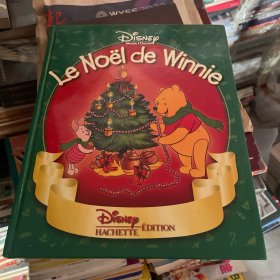 Disney
Le Noël de Winnie
Disney
HACHETTE ÉDITION